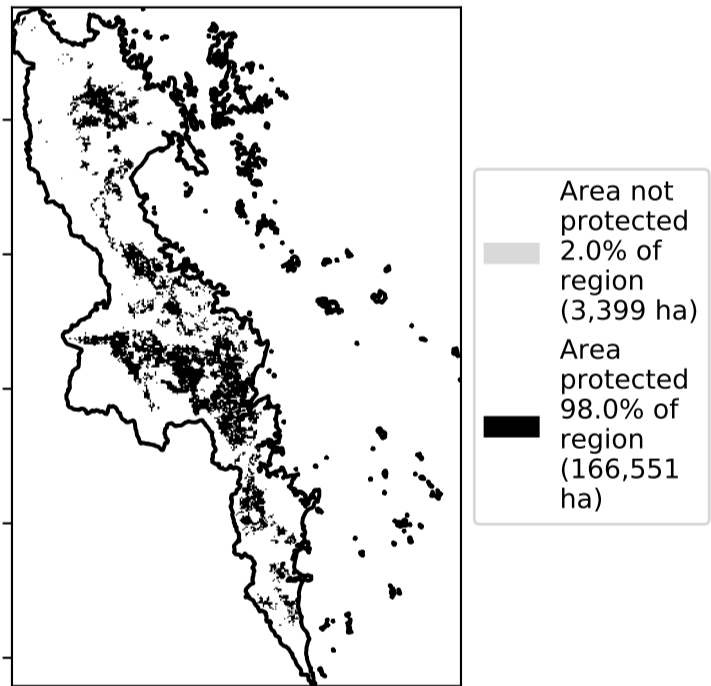 Area not
protected
2.0% of
region
(3,399 ha)
Area
protected
98.0% of
region
(166,551
ha)